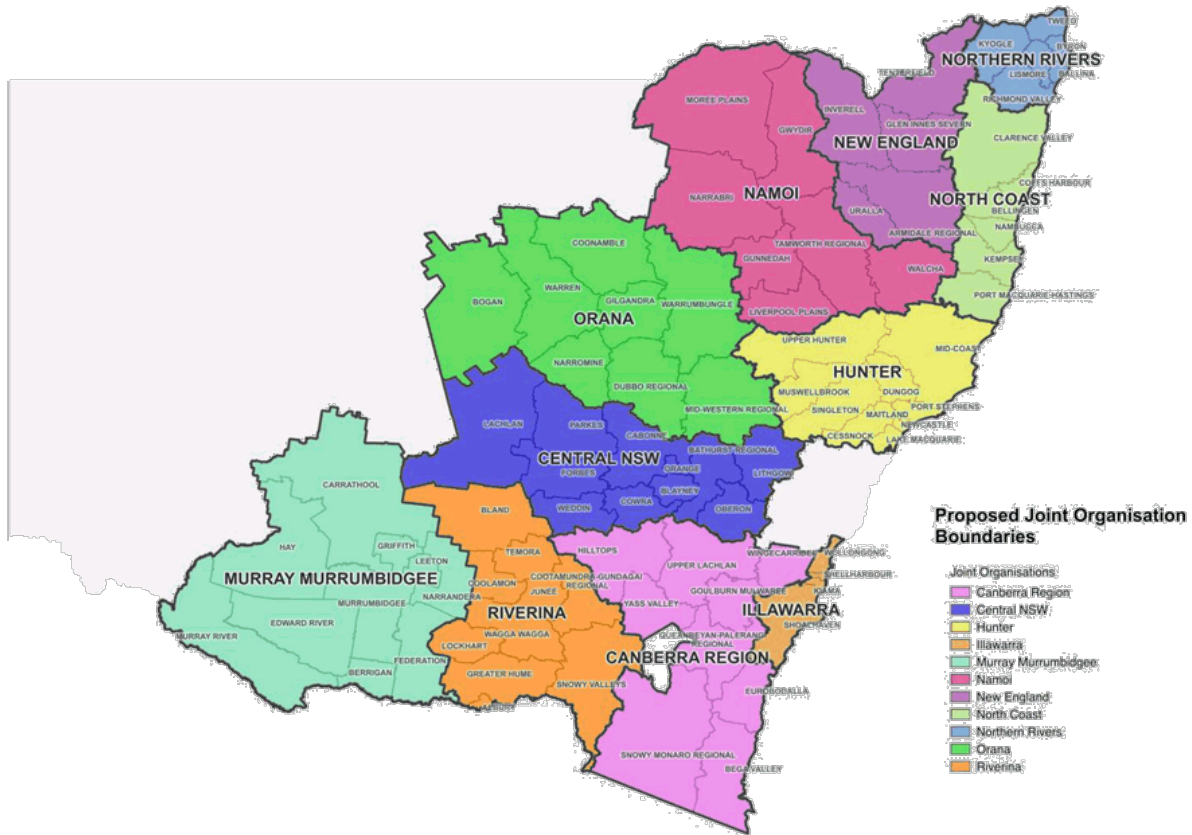 TWEED
KYOGLE
BYRON
NORTHERN RIVERS
TENTERFIELD
LISMORE
BALLINA
MOREE PLAINS
RICHMOND VALLEY
INVERELL
GLEN INNES SEVERN
GWYDIR
CLARENCE VALLEY
NEW ENGLAND
COFFS HARBOUR
NARRABRI
NAMOI
NORTH COAST
URALLA
BELLINGEN
NAMBUCCA
ARMIDALE REGIONAL
COONAMBLE
TAMWORTH REGIONAL
GUNNEDAH
KEMPSEY
WALCHA
WARREN
BOGAN
GILGANDRA
WARRUMBUNGLE
PORT MACQUARIE-HASTINGS
LIVERPOOL PLAINS
ORANA
UPPER HUNTER
MID-COAST
NARROMINE
HUNTER
DUBBO REGIONAL
MUSWELLBROOK
DUNGOG
MID-WESTERN REGIONAL
SINGLETON
PORT STEPHENS
MAITLAND
LACHLAN
PARKES
NEWCASTLE
CABONNE
CESSNOCK
LAKE MACQUARIE
BATHURST REGIONAL
CENTRAL NSW
ORANGE
FORBES
LITHGOW
CARRATHOOL
BLAYNEY
COWRA
WEDDIN
OBERON
BLAND
Proposed Joint Organisation
Boundaries
HAY
GRIFFITH
TEMORA
HILLTOPS
WINGECARRIBEE
WOLLONGONG
LEETON
UPPER LACHLAN
Joint Organisations
MURRAY MURRUMBIDGEE
COOLAMON
COOTAMUNDRA-GUNDAGAI
REGIONAL
SHELLHARBOUR
JUNEE
GOULBURN MULWAREE
KIAMA
Canberra Region
NARRANDERA
MURRUMBIDGEE
YASS VALLEY
Central NSW
RIVERINA
ILLAWARRA
EDWARD RIVER
SHOALHAVEN
Hunter
MURRAY RIVER
WAGGA WAGGA
QUEANBEYAN-PALERANG
REGIONAL
Illawarra
LOCKHART
CANBERRA REGION
FEDERATION
Murray Murrumbidgee
BERRIGAN
GREATER HUME
SNOWY VALLEYS
Namoi
EUROBODALLA
New England
ALBURY
North Coast
Northern Rivers
SNOWY MONARO REGIONAL
Orana
BEGA VALLEY
Riverina